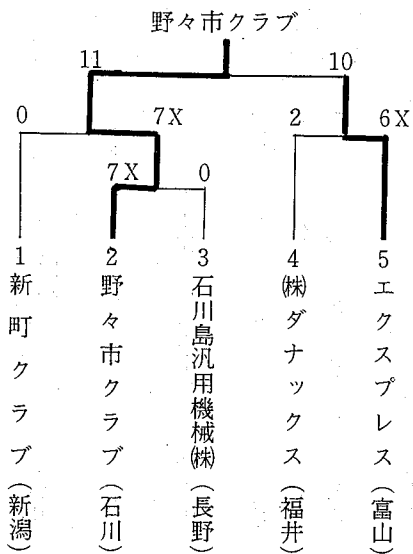 野々市クラブ
11 10
0 7X 2 6X
7X 0
1 2 3 4 5
新町クラブ(新潟)
野々市クラブ(石川)
石川島汎用機械㈱(長野)
㈱ダナックス(福井)
エクスプレス(富山)